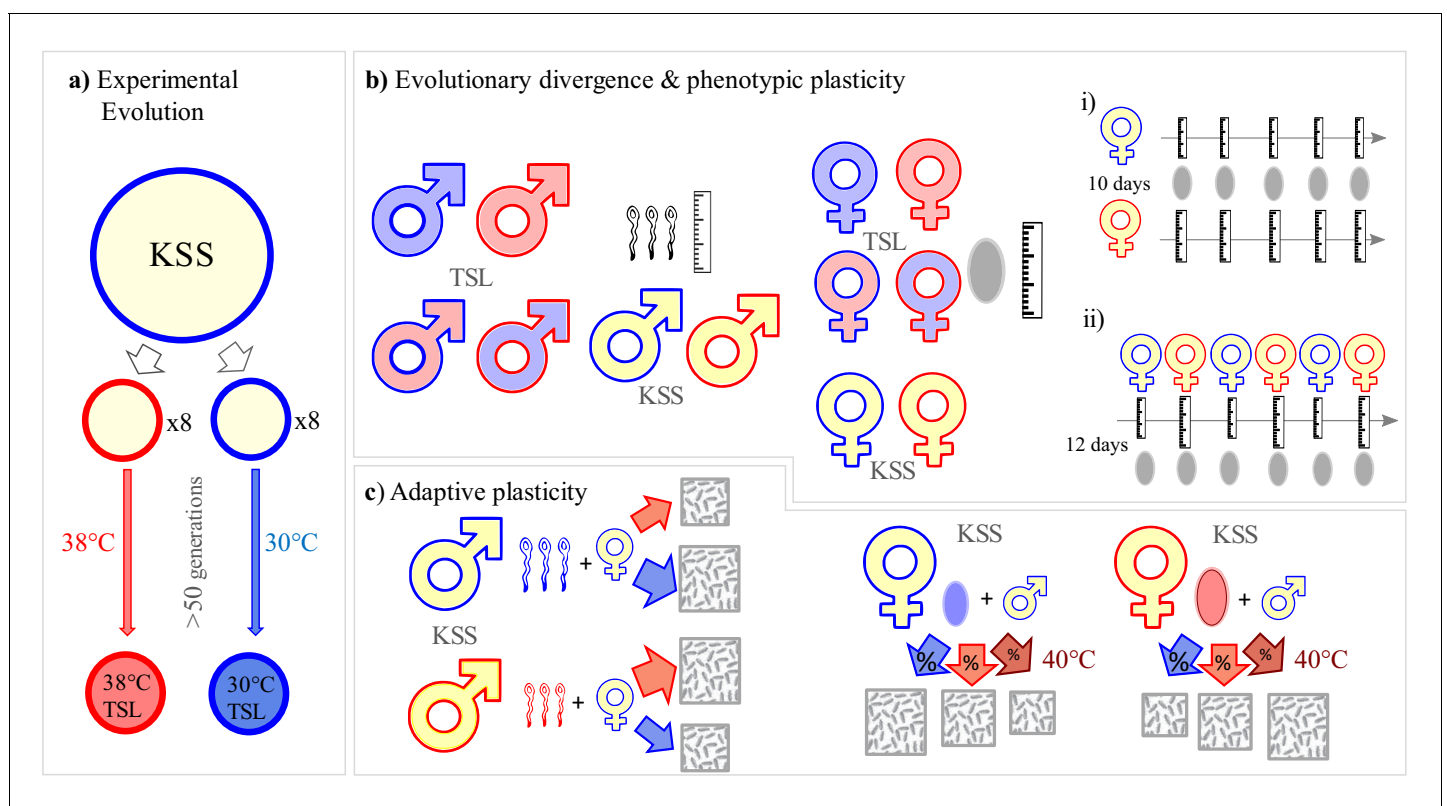 a) Experimental
Evolution
KSS
x8
x8
38°C
>50 generations
30°C
38°C
TSL
30°C
TSL
b) Evolutionary divergence & phenotypic plasticity
TSL
KSS
TSL
KSS
i)
10 days
ii)
12 days
c) Adaptive plasticity
+
KSS
+
KSS
+
% % %
40°C
KSS
+
% % %
40°C